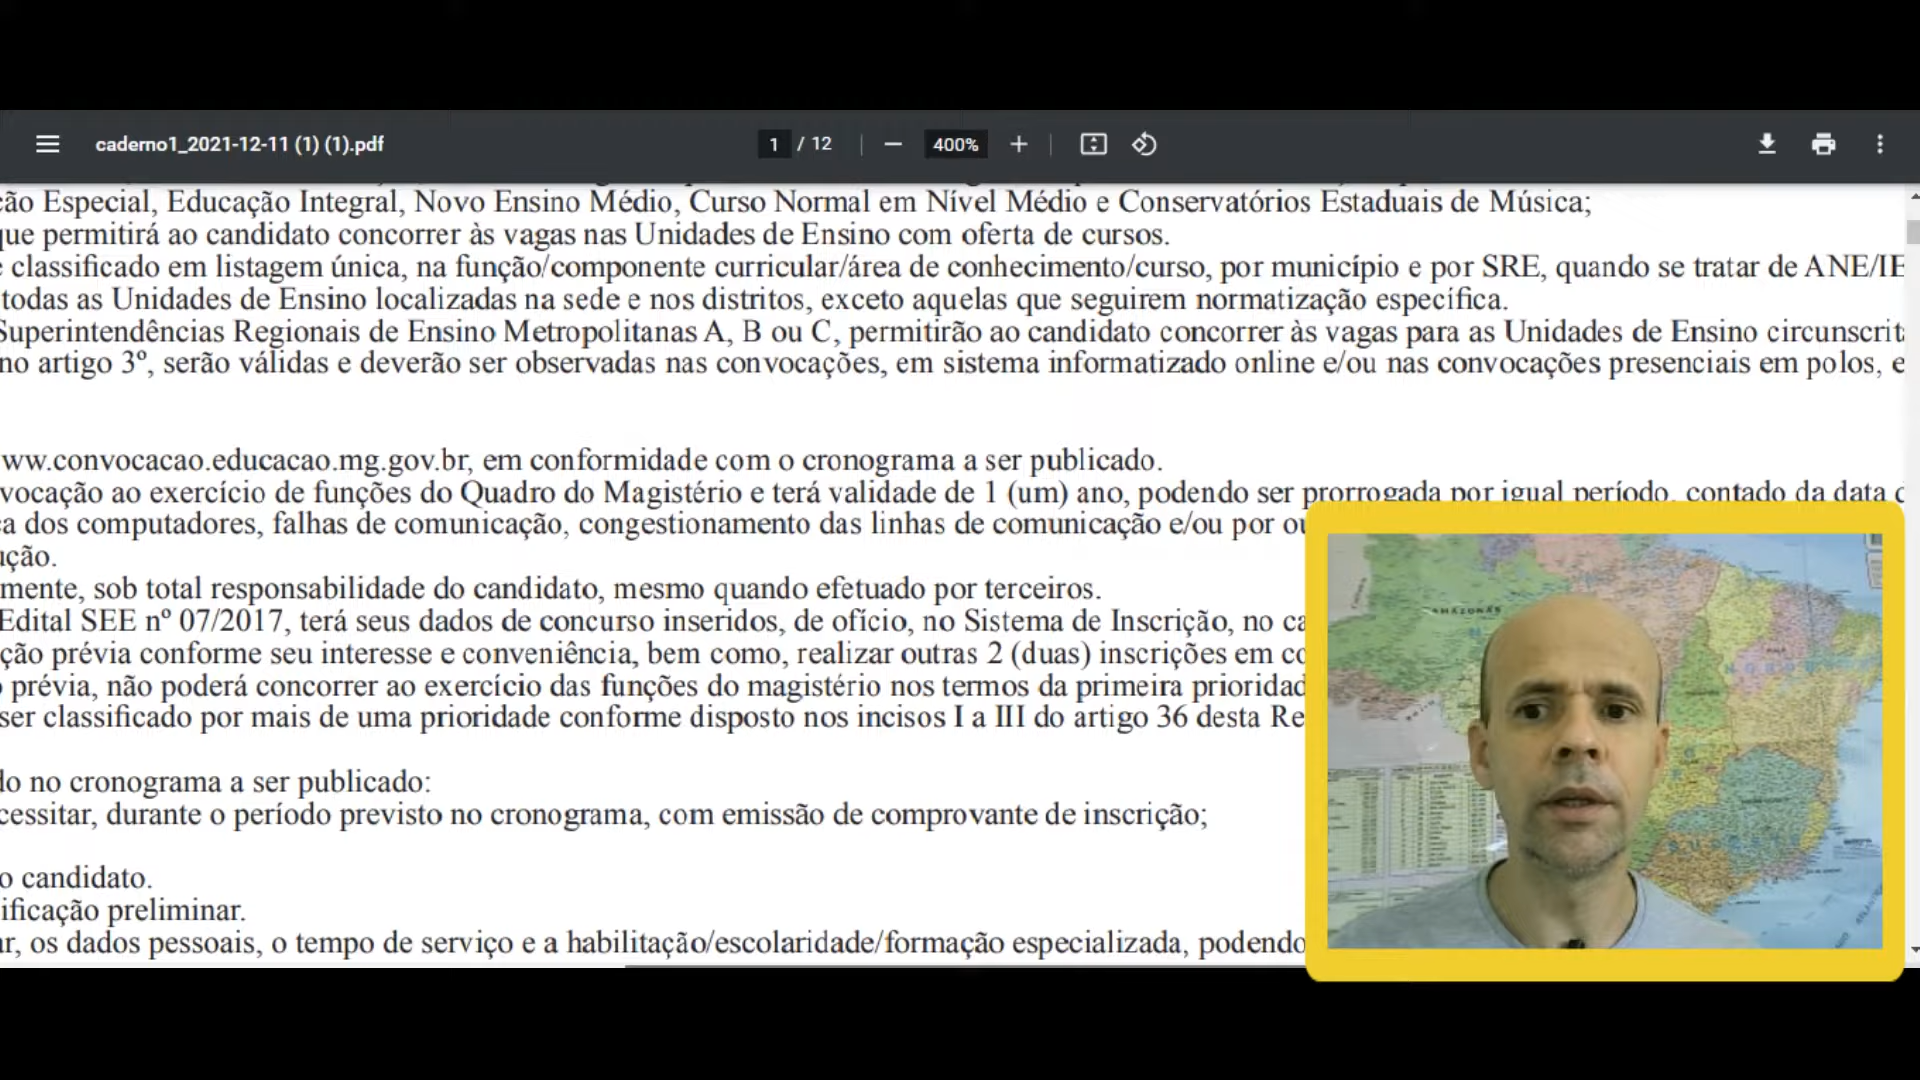 caderno1_2021-12-11 (1) (1).pdf
1 / 12
400%
ção Especial, Educação Integral, Novo Ensino Médio, Curso Normal em Nível Médio e Conservatórios Estaduais de Música;
que permitirá ao candidato concorrer às vagas nas Unidades de Ensino com oferta de cursos.
classificado em listagem única, na função/componente curricular/área de conhecimento/curso, por município e por SRE, quando se tratar de ANE/IE
todas as Unidades de Ensino localizadas na sede e nos distritos, exceto aquelas que seguirem normatização específica.
Superintendências Regionais de Ensino Metropolitanas A, B ou C, permitirão ao candidato concorrer às vagas para as Unidades de Ensino circunscrit
no artigo 3º, serão válidas e deverão ser observadas nas convocações, em sistema informatizado online e/ou nas convocações presenciais em polos, e
ww.convocacao.educacao.mg.gov.br, em conformidade com o cronograma a ser publicado.
vocação ao exercício de funções do Quadro do Magistério e terá validade de 1 (um) ano, podendo ser prorrogada por igual período, contado da data
ca dos computadores, falhas de comunicação, congestionamento das linhas de comunicação e/ou por ou
ução.
mente, sob total responsabilidade do candidato, mesmo quando efetuado por terceiros.
Edital SEE nº 07/2017, terá seus dados de concurso inseridos, de ofício, no Sistema de Inscrição, no ca
ção prévia conforme seu interesse e conveniência, bem como, realizar outras 2 (duas) inscrições em co
prévia, não poderá concorrer ao exercício das funções do magistério nos termos da primeira prioridad
ser classificado por mais de uma prioridade conforme disposto nos incisos I a III do artigo 36 desta Re
do no cronograma a ser publicado:
cessitar, durante o período previsto no cronograma, com emissão de comprovante de inscrição;
o candidato.
ificação preliminar.
ar, os dados pessoais, o tempo de serviço e a habilitação/escolaridade/formação especializada, podendo
AMAZONAS